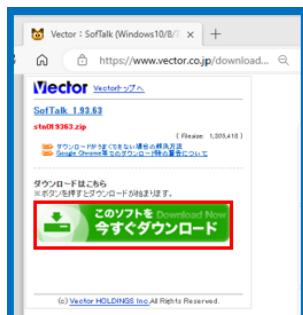 Vector : SofTalk (Windows10/8/7
https://www.vector.co.jp/download...
Vector Vectorトップへ
SofTalk 1.93.63
stn019363.zip
( Filesize: 1,303,418 )
ダウンロードがうまくできない場合の解決方法
Google Chrome等でのダウンロード時の警告について
ダウンロードはこちら
※ボタンを押すとダウンロードが始まります。
このソフトを Download Now
今すぐダウンロード
(c) Vector HOLDINGS Inc.All Rights Reserved.